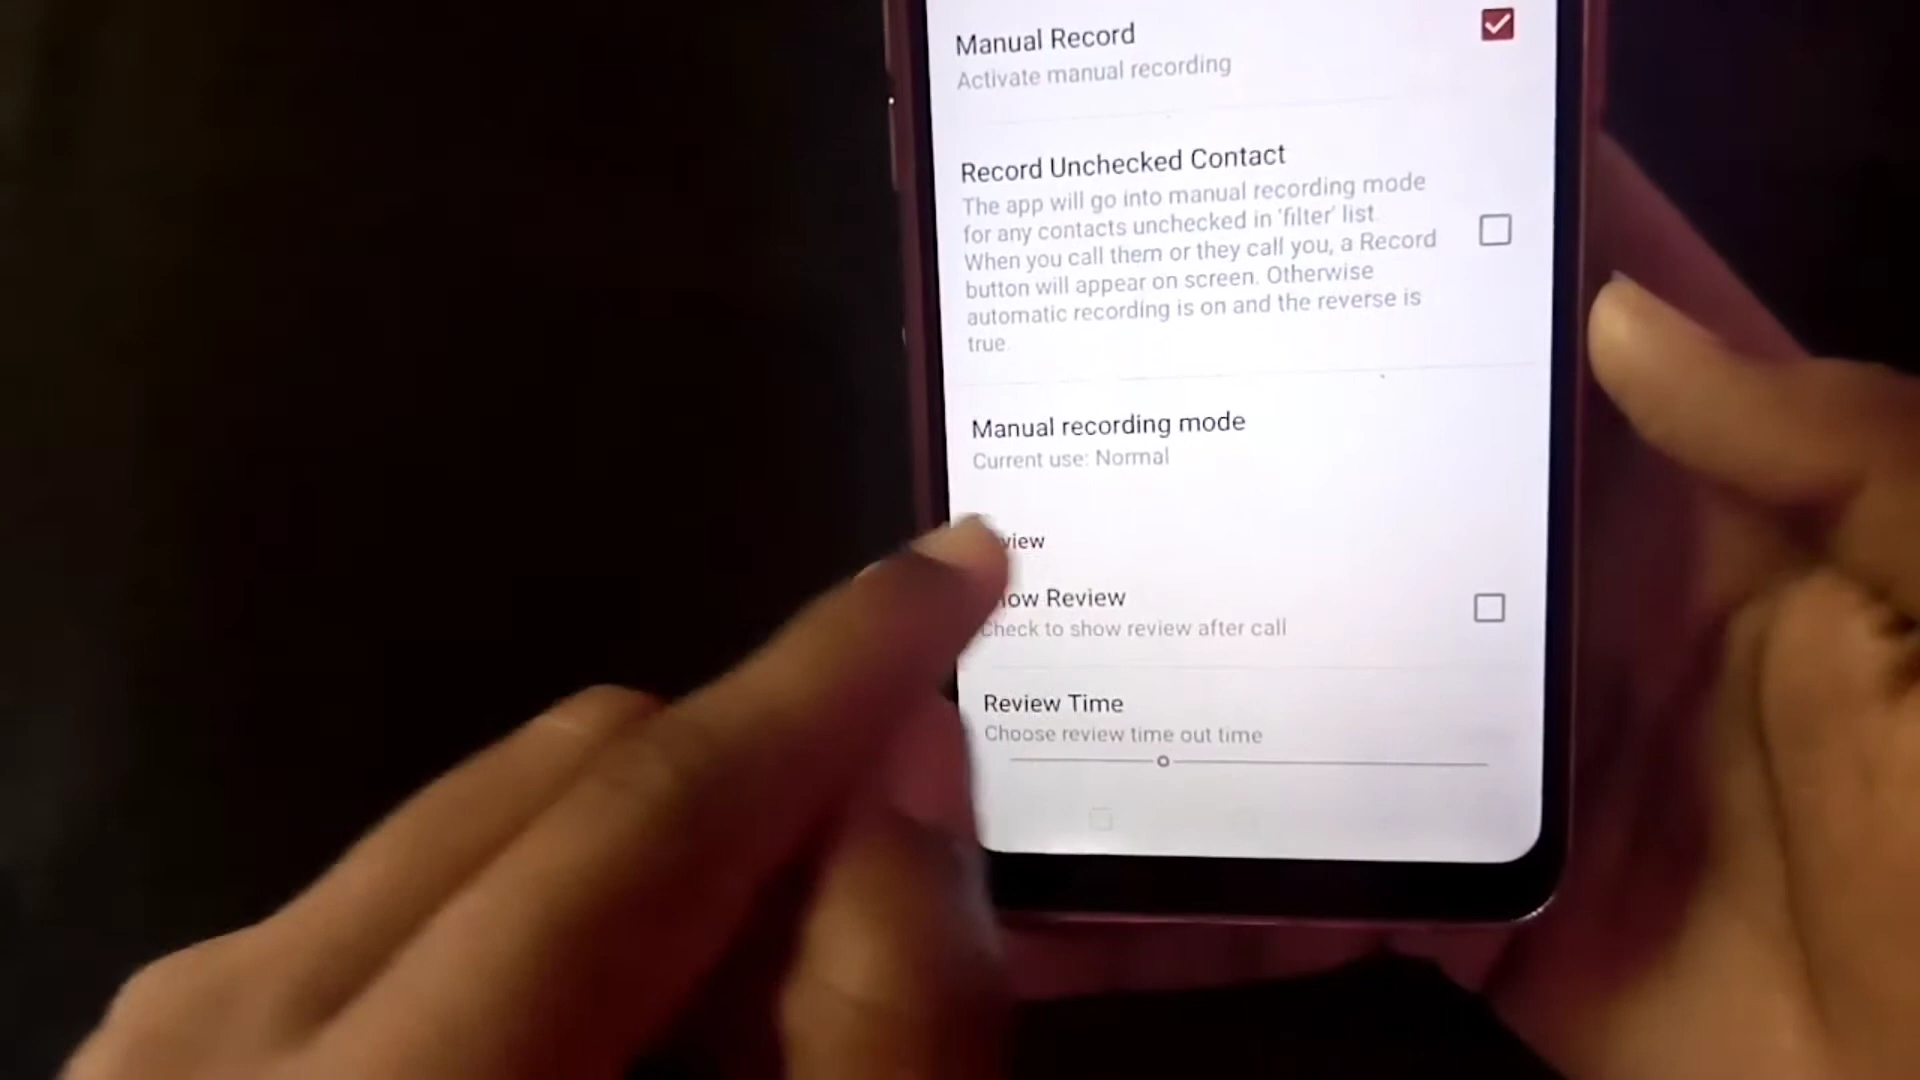 Manual Record
Activate manual recording
Record Unchecked Contact
The app will go into manual recording mode
for any contacts unchecked in 'filter' list.
When you call them or they call you, a Record
button will appear on screen. Otherwise
automatic recording is on and the reverse is
true.
Manual recording mode
Current use: Normal
view
ow Review
Check to show review after call
Review Time
Choose review time out time